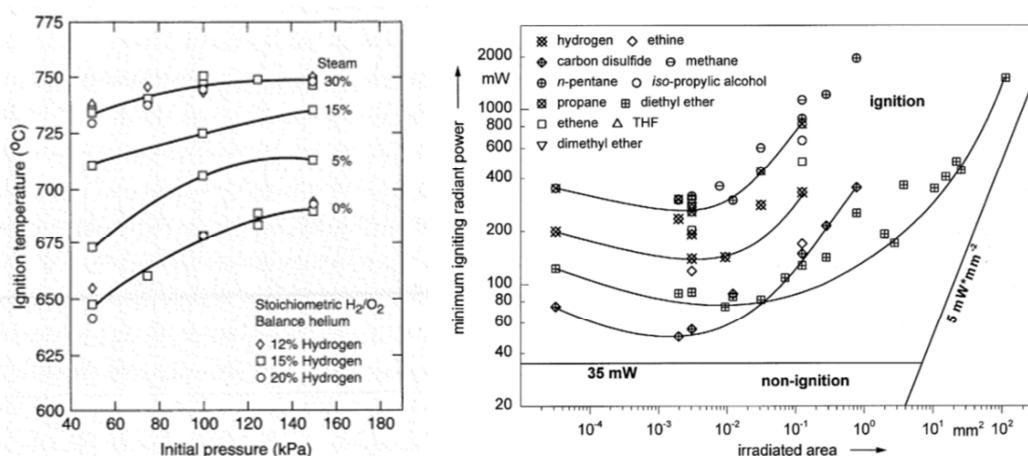 775
750
725
700
675
650
625
600
Ignition temperature (°C)
Steam
30%
15%
5%
0%
Stoichiometric H₂/O₂
Balance helium
◇ 12% Hydrogen
□ 15% Hydrogen
○ 20% Hydrogen
40 60 80 100 120 140 160 180
Initial pressure (kPa)
minimum igniting radiant power
2000
mW
1000
800
600
400
200
100
80
60
40
20
hydrogen ethine
carbon disulfide methane
n-pentane iso-propylic alcohol
propane diethyl ether
ethene THF
dimethyl ether
ignition
5 mW*mm⁻²
35 mW
non-ignition
10⁻⁴ 10⁻³ 10⁻² 10⁻¹ 10⁰ 10¹ mm² 10²
irradiated area